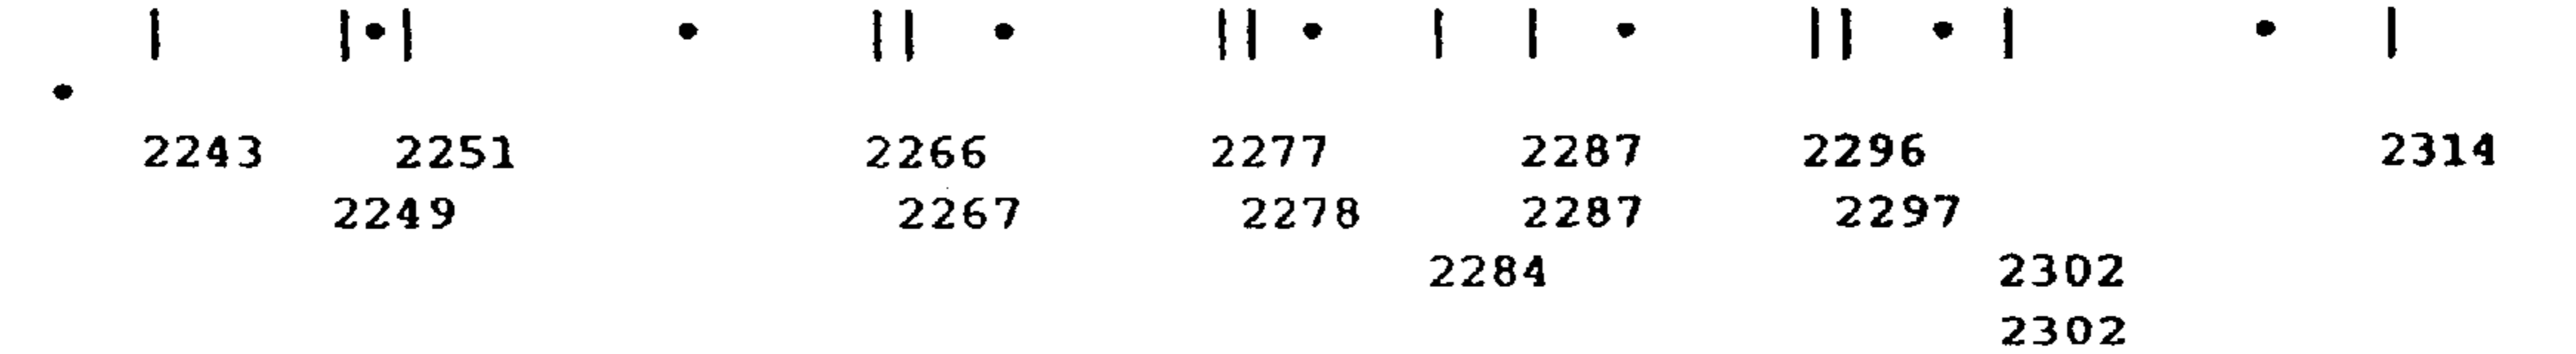 | |•| • || • || • | | • || • | • |
•
2243 2251 2266 2277 2287 2296 2314
2249 2267 2278 2287 2297
2284 2302
2302